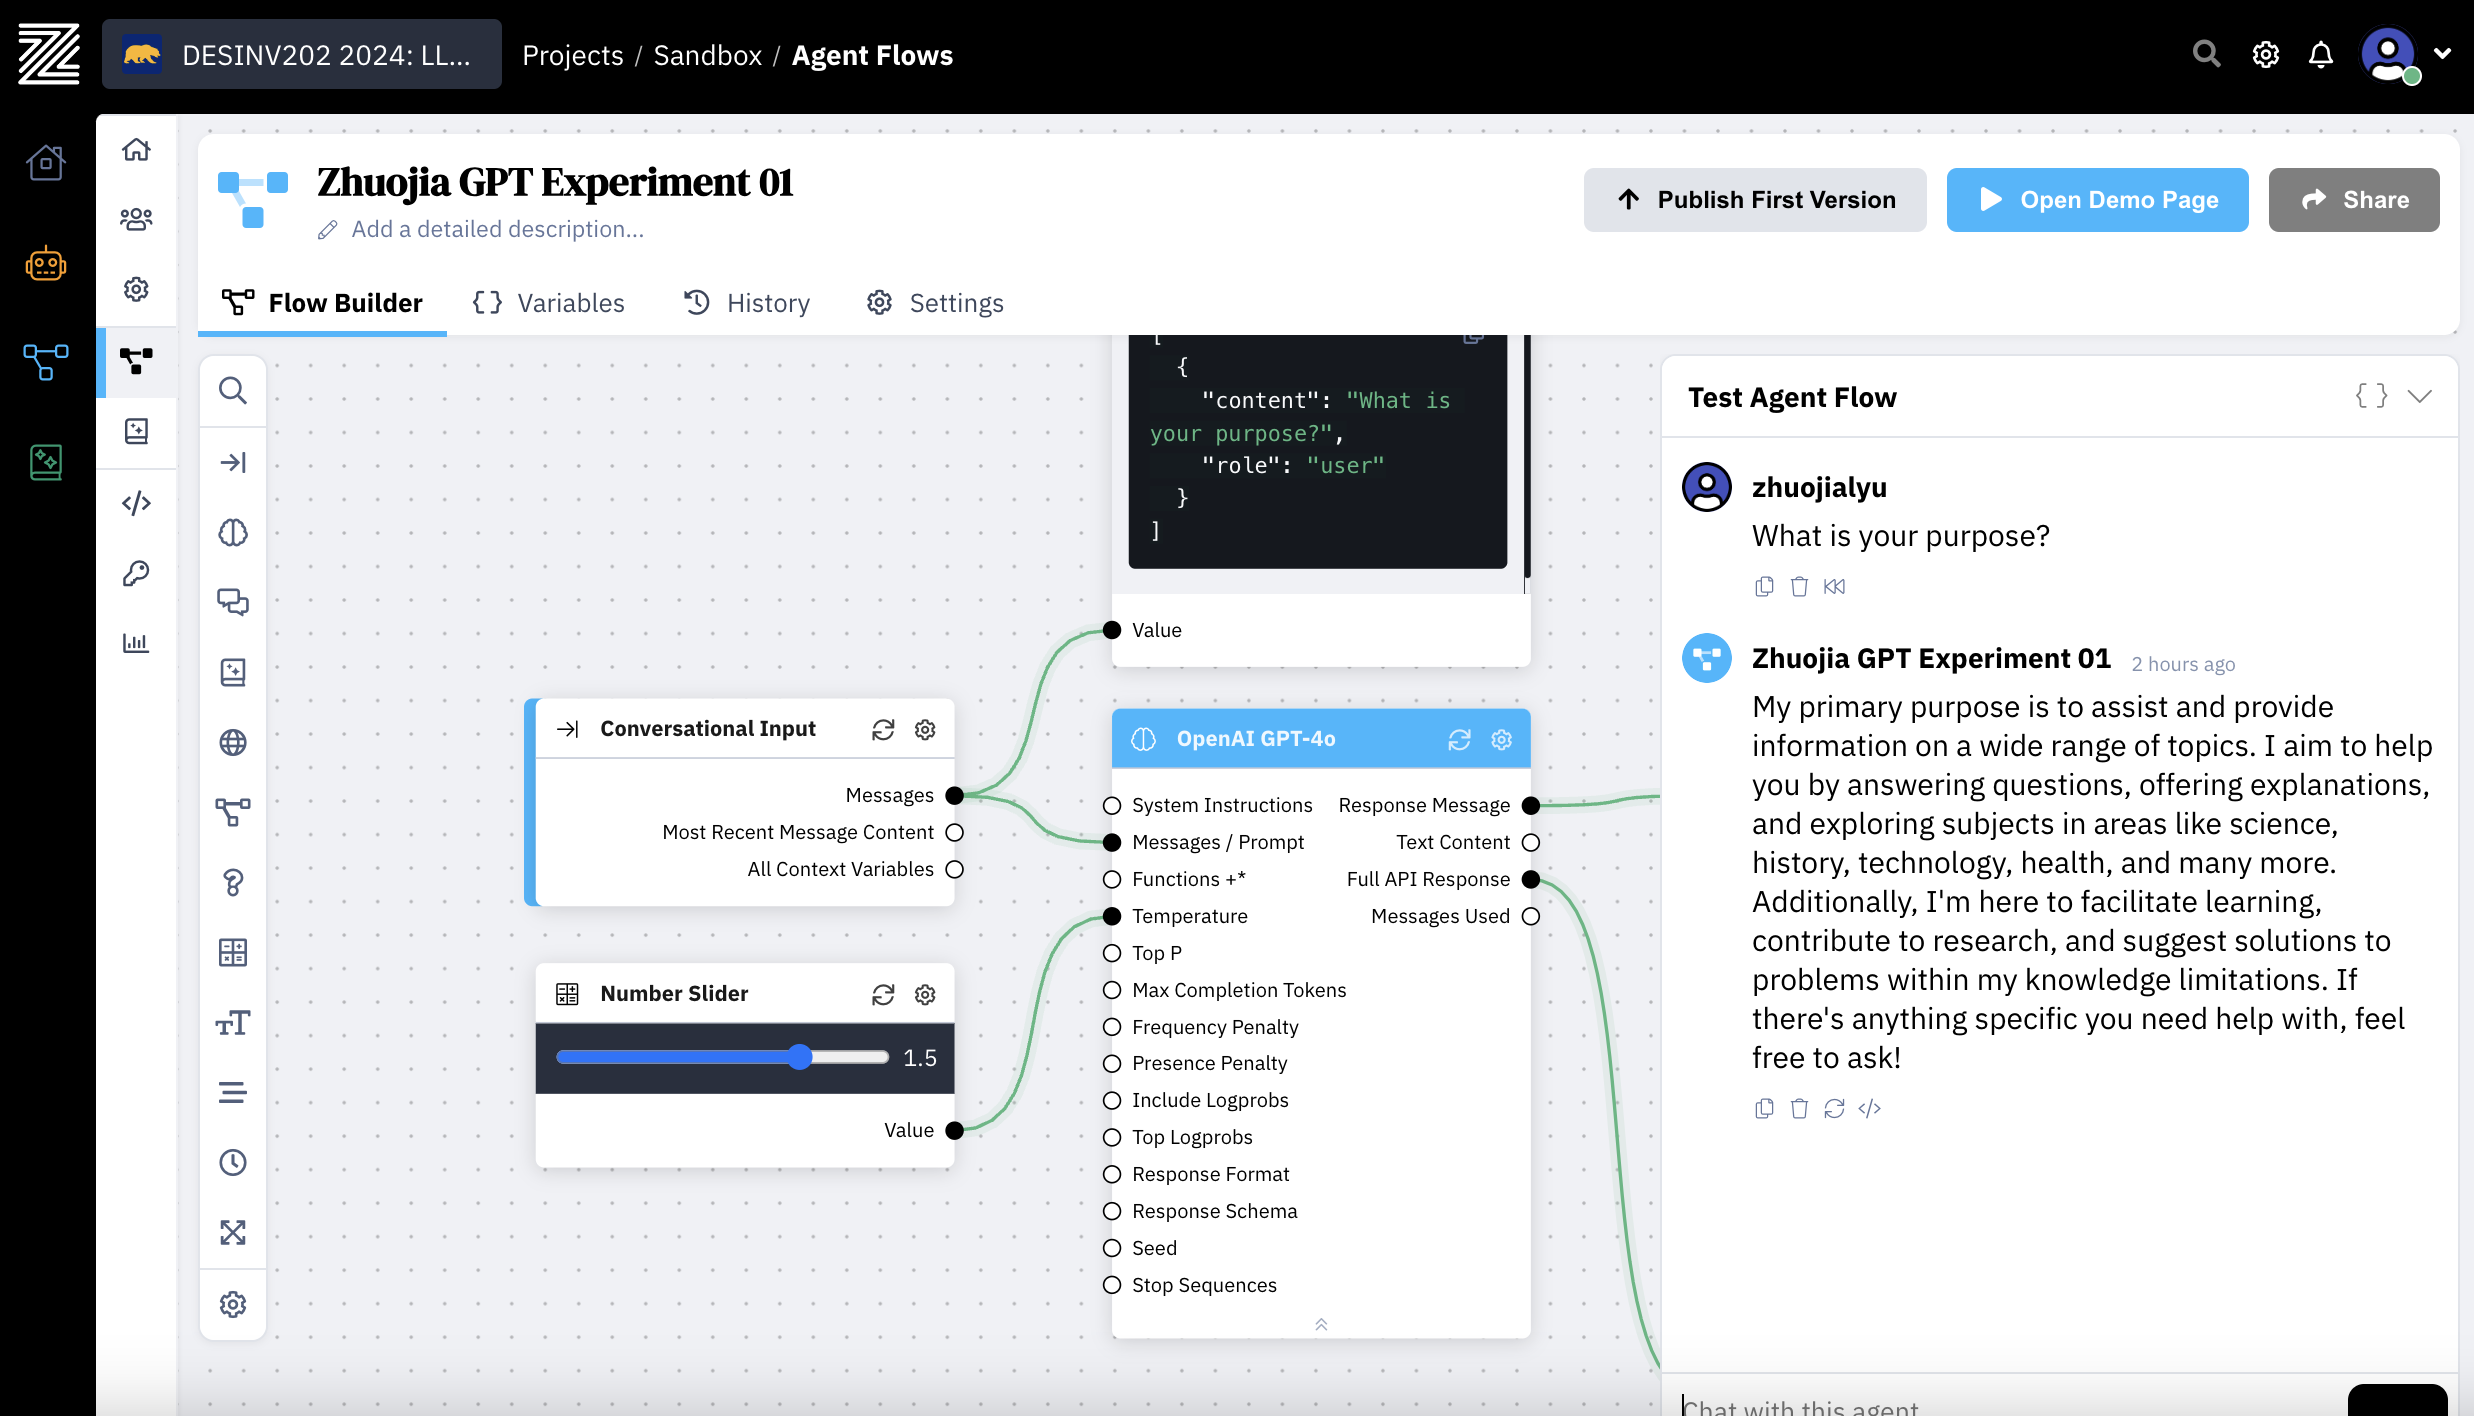 DESINV202 2024: LL...
Projects / Sandbox / Agent Flows
Zhuojia GPT Experiment 01
Add a detailed description...
Publish First Version
Open Demo Page
Share
Flow Builder
Variables
History
Settings
[
{
"content": "What is
your purpose?",
"role": "user"
}
]
Value
Conversational Input
Messages
Most Recent Message Content
All Context Variables
Number Slider
1.5
Value
OpenAI GPT-4o
System Instructions
Response Message
Messages / Prompt
Text Content
Functions +*
Full API Response
Temperature
Messages Used
Top P
Max Completion Tokens
Frequency Penalty
Presence Penalty
Include Logprobs
Top Logprobs
Response Format
Response Schema
Seed
Stop Sequences
Test Agent Flow
zhuojialyu
What is your purpose?
Zhuojia GPT Experiment 01 2 hours ago
My primary purpose is to assist and provide
information on a wide range of topics. I aim to help
you by answering questions, offering explanations,
and exploring subjects in areas like science,
history, technology, health, and many more.
Additionally, I'm here to facilitate learning,
contribute to research, and suggest solutions to
problems within my knowledge limitations. If
there's anything specific you need help with, feel
free to ask!
Chat with this agent